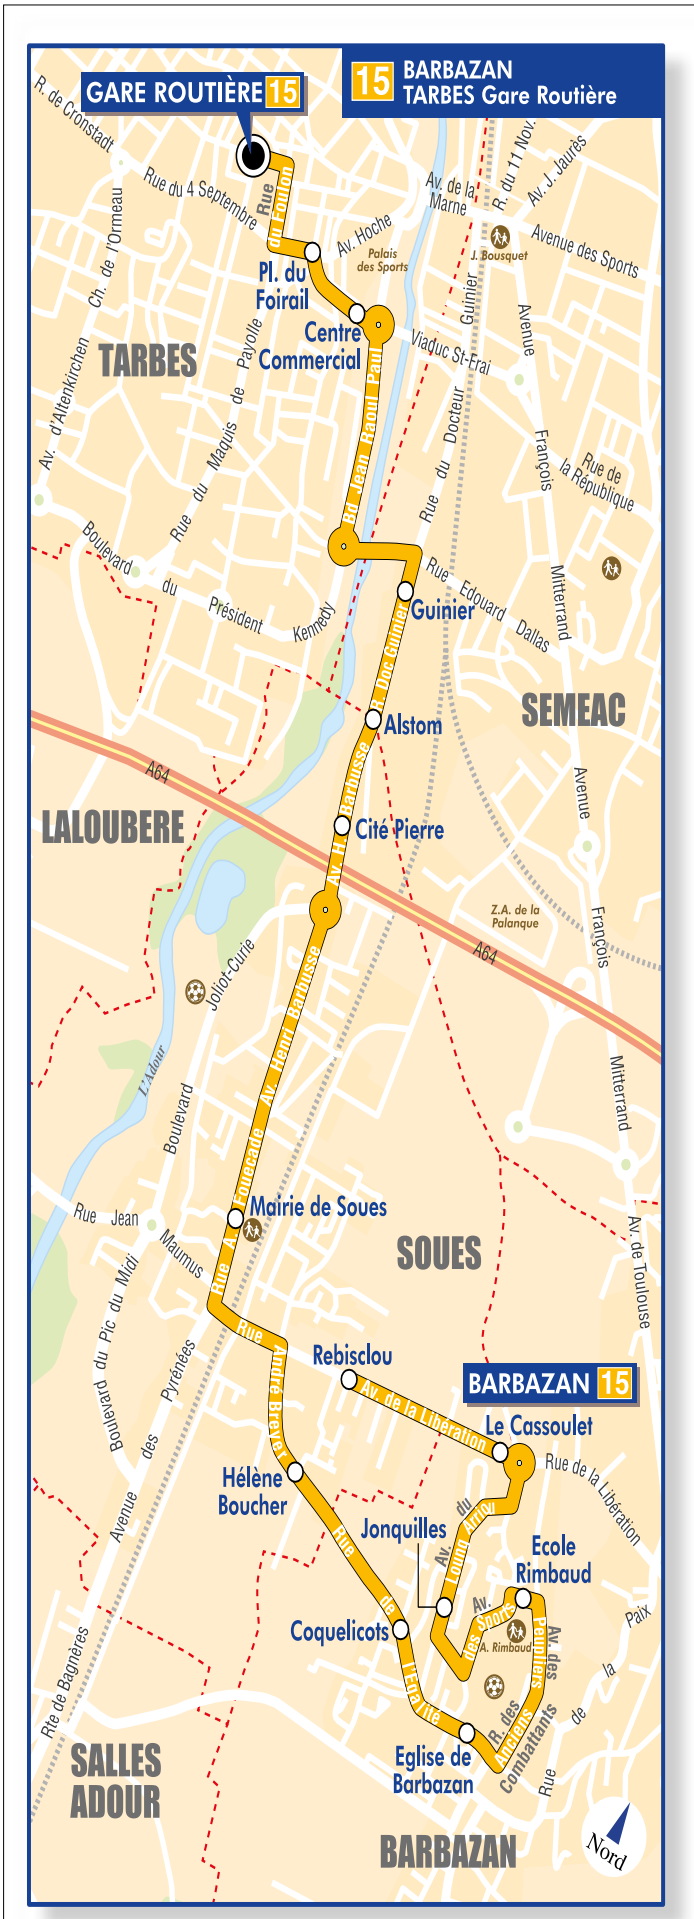 GARE ROUTIÈRE 15
15 BARBAZAN
TARBES Gare Routière
R. de Cronstadt
Rue du 4 Septembre
Ch. de l'Ormeau
Rue
du Foulon
Av. Hoche
Palais
des Sports
Av. de la
Marne
R. du 11 Nov.
Av. J. Jaurès
Avenue des Sports
J. Bousquet
Pl. du
Foirail
Centre
Commercial
Viaduc St-Frai
Guinier
Avenue
TARBES
Av. d'Altenkirchen
Rue du Maquis de Payolle
Bd Jean Raoul Paul
Rue du Docteur
François
Rue de
la République
Boulevard du Président Kennedy
Rue Edouard Dallas
Mitterrand
Guinier
R. Doc Guinier
SEMEAC
Alstom
A64
Avenue
LALOUBERE
Cité Pierre
Av. H. Barbusse
Z.A. de la
Palanque
A64
François
Joliot-Curie
Av. Henri Barbusse
L'Adour
Boulevard
Mitterrand
Rue A. Fouecade
Mairie de Soues
Rue Jean Maumus
SOUES
Av. de Toulouse
Boulevard du Pic du Midi
Rue
André Breyer
Rebisclou
Av. de la Libération
BARBAZAN 15
Le Cassoulet
Rue de la Libération
Avenue des Pyrénées
Hélène
Boucher
Jonquilles
Av. du
Louno Arriou
Ecole
Rimbaud
Rue de
l'Egalité
Coquelicots
Av.
des Sports
A. Rimbaud
Av. des
Peupliers
Rue de la Paix
Rte de Bagnères
R. des
Anciens
Combattants
Eglise de
Barbazan
SALLES
ADOUR
BARBAZAN
Nord